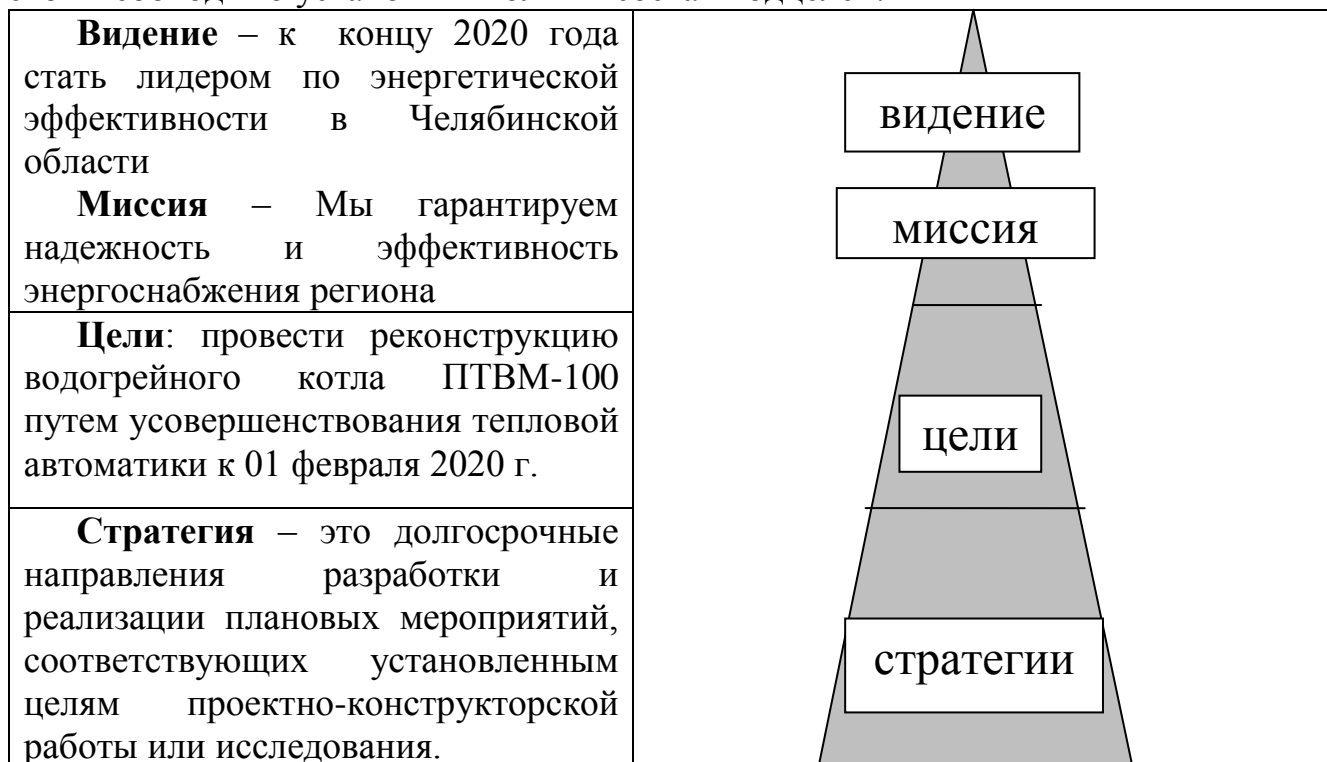 Видение – к концу 2020 года
стать лидером по энергетической
эффективности в Челябинской
области
Миссия – Мы гарантируем
надежность и эффективность
энергоснабжения региона
Цели: провести реконструкцию
водогрейного котла ПТВМ-100
путем усовершенствования тепловой
автоматики к 01 февраля 2020 г.
Стратегия – это долгосрочные
направления разработки и
реализации плановых мероприятий,
соответствующих установленным
целям проектно-конструкторской
работы или исследования.
видение
миссия
цели
стратегии